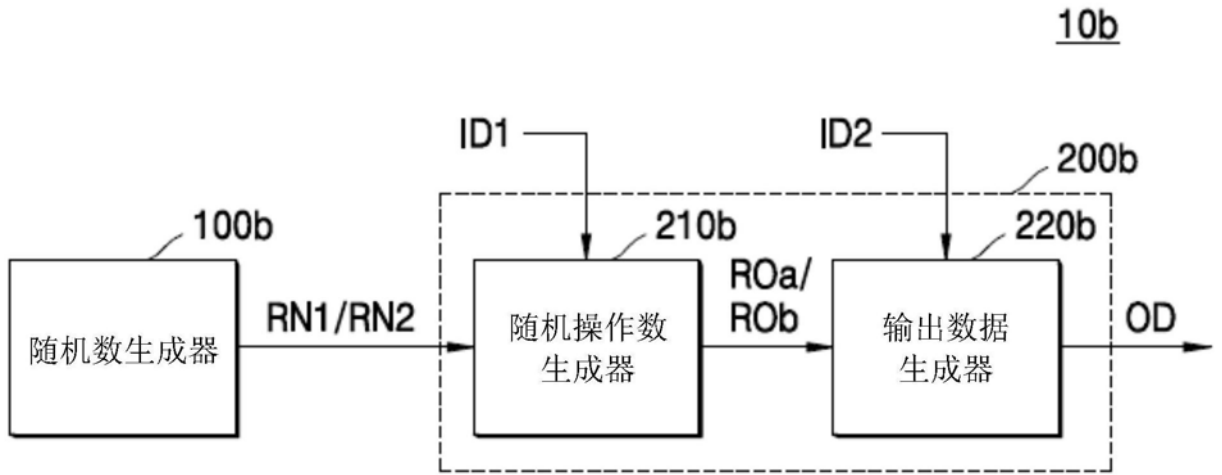 10b
ID1
ID2
200b
100b
210b
220b
随机数生成器
RN1/RN2
随机操作数
生成器
ROa/
ROb
输出数据
生成器
OD